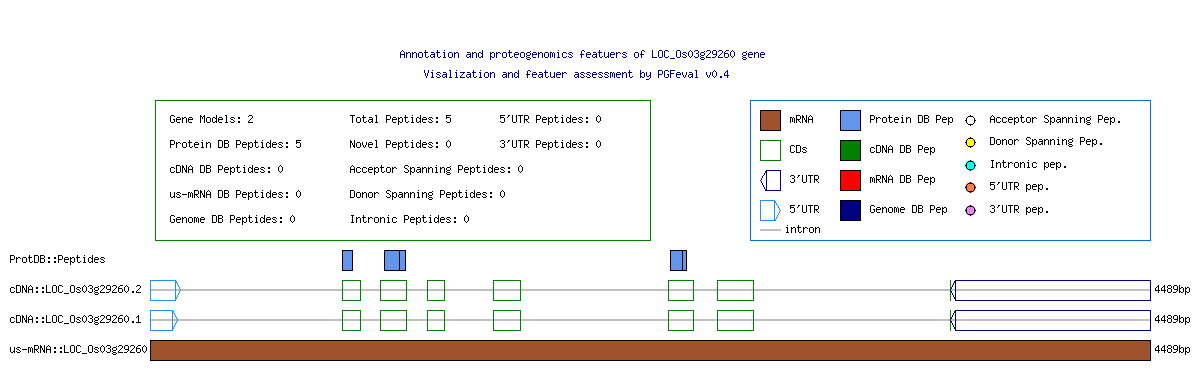 Annotation and proteogenomics featuers of LOC_Os03g29260 gene
Visalization and featuer assessment by PGFeval v0.4
Gene Models: 2 Total Peptides: 5 5'UTR Peptides: 0
Protein DB Peptides: 5 Novel Peptides: 0 3'UTR Peptides: 0
cDNA DB Peptides: 0 Acceptor Spanning Peptides: 0
us-mRNA DB Peptides: 0 Donor Spanning Peptides: 0
Genome DB Peptides: 0 Intronic Peptides: 0
mRNA Protein DB Pep Acceptor Spanning Pep.
CDs cDNA DB Pep Donor Spanning Pep.
3'UTR mRNA DB Pep Intronic pep.
5'UTR Genome DB Pep 5'UTR pep.
3'UTR pep.
intron
ProtDB::Peptides
cDNA::LOC_Os03g29260.2 4489bp
cDNA::LOC_Os03g29260.1 4489bp
us-mRNA::LOC_Os03g29260 4489bp